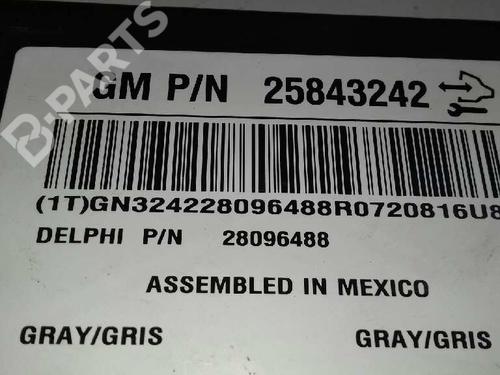 GM P/N 25843242
B-PARTS
(1T)GN324228096488R0720816U8
DELPHI P/N 28096488
ASSEMBLED IN MEXICO
GRAY/GRIS GRAY/GRIS